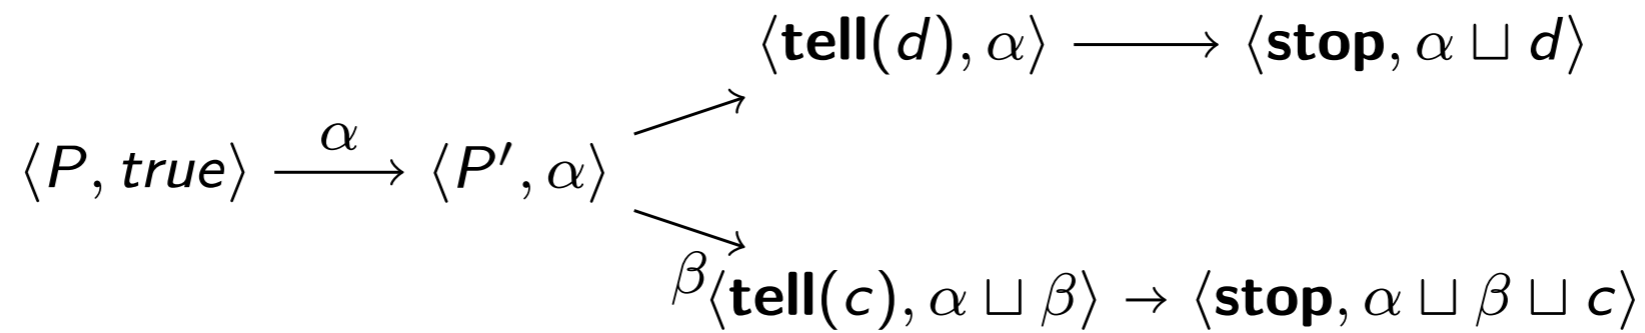 ⟨tell(d), α⟩ ⟶ ⟨stop, α ⊔ d⟩
α
⟨P, true⟩ ⟶ ⟨P′, α⟩
β⟨tell(c), α ⊔ β⟩ → ⟨stop, α ⊔ β ⊔ c⟩